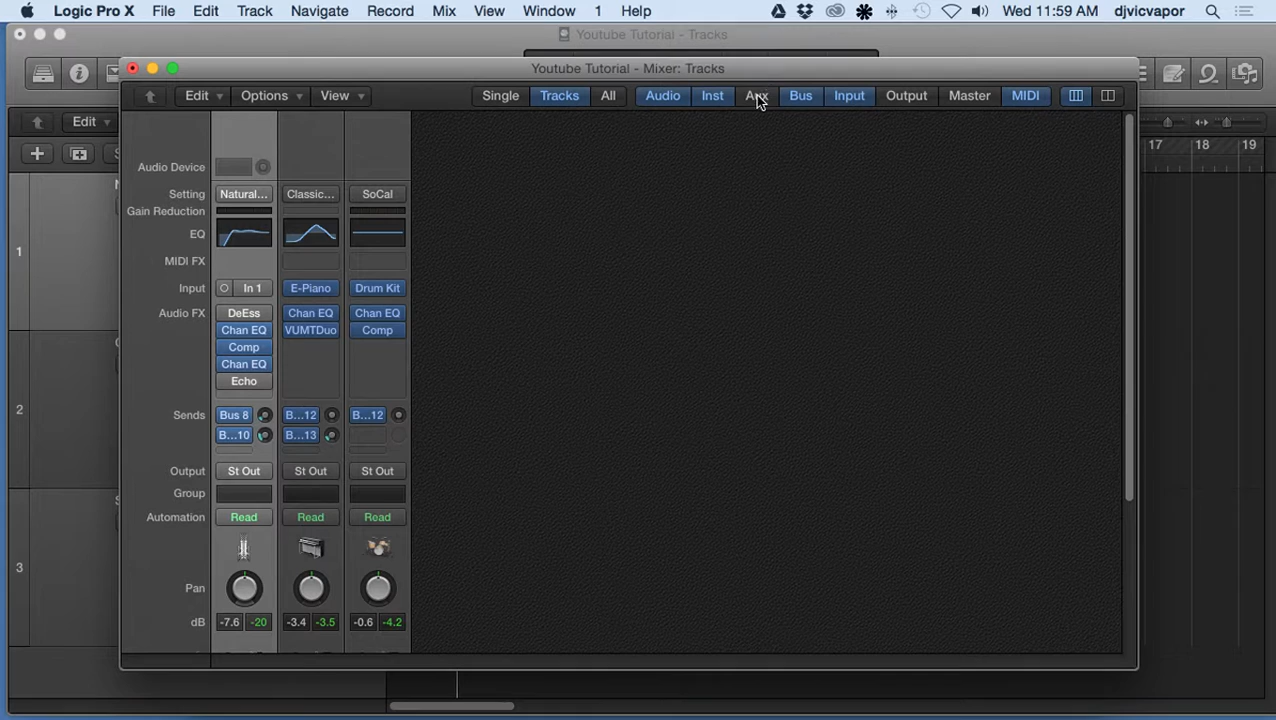 Logic Pro X File Edit Track Navigate Record Mix View Window 1 Help Wed 11:59 AM djvicvapor
Youtube Tutorial - Tracks
Youtube Tutorial - Mixer: Tracks
Edit Options View Single Tracks All Audio Inst Aux Bus Input Output Master MIDI
Edit
17 18 19
Audio Device
Setting Natural... Classic... SoCal
Gain Reduction
EQ
MIDI FX
Input In 1 E-Piano Drum Kit
Audio FX DeEss Chan EQ Chan EQ
Chan EQ VUMTDuo Comp
Comp
Chan EQ
Echo
Sends Bus 8 B...12 B...12
B...10 B...13
Output St Out St Out St Out
Group
Automation Read Read Read
Pan
dB -7.6 -20 -3.4 -3.5 -0.6 -4.2
1
2
3